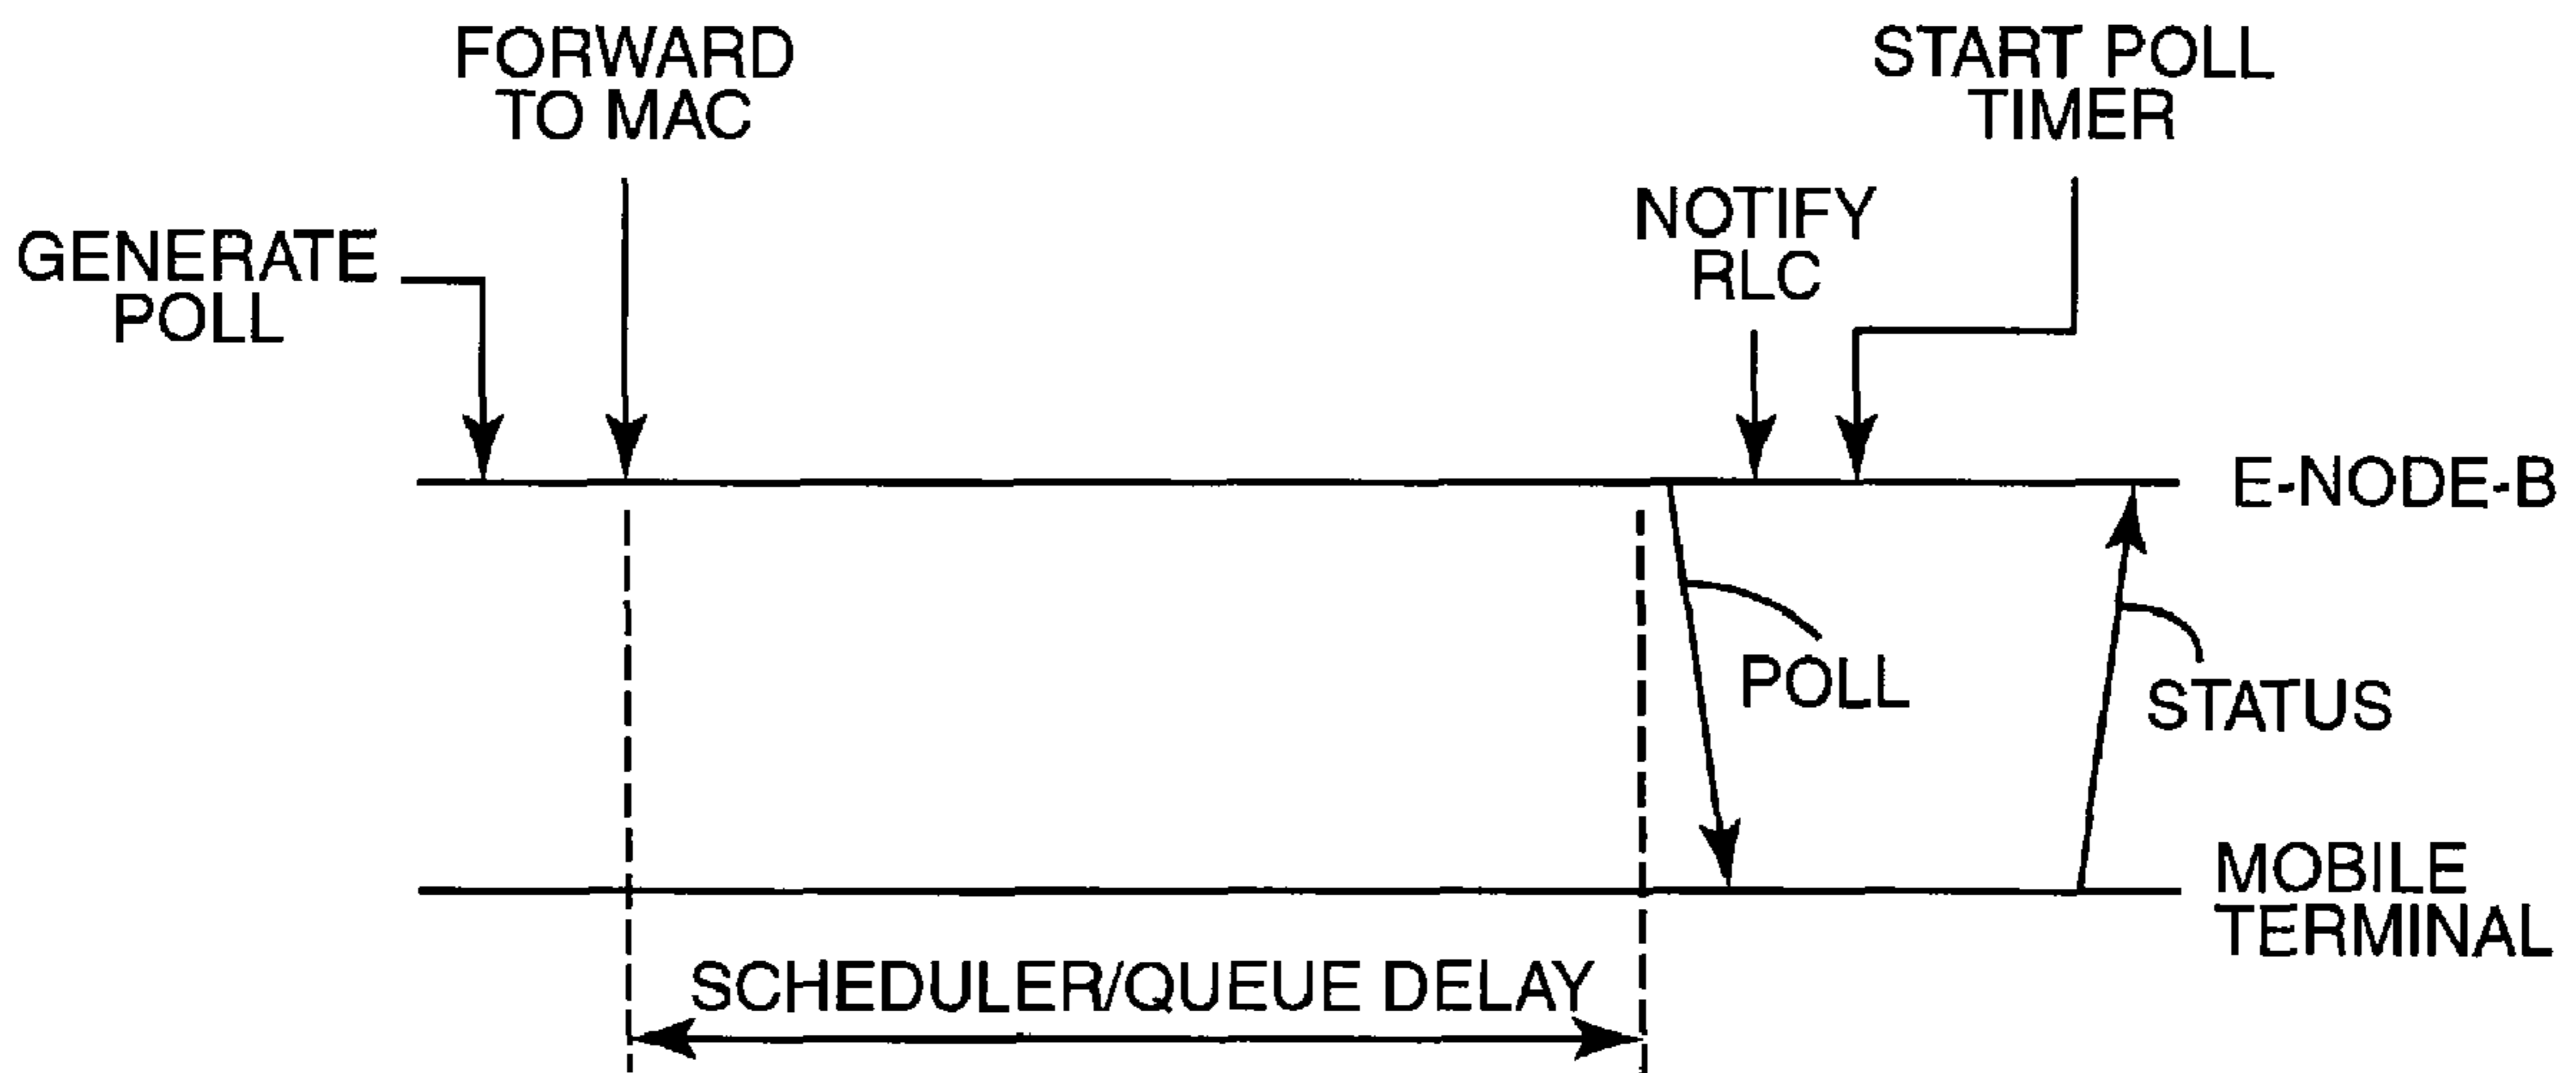 FORWARD
TO MAC
START POLL
TIMER
NOTIFY
RLC
GENERATE
POLL
E-NODE-B
POLL
STATUS
MOBILE
TERMINAL
SCHEDULER/QUEUE DELAY